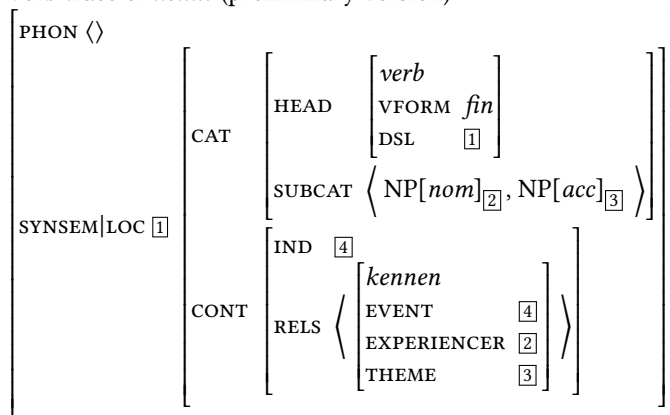 PHON ⟨⟩
SYNSEM|LOC 1
CAT
HEAD
verb
VFORM fin
DSL 1
SUBCAT ⟨ NP[nom]2, NP[acc]3 ⟩
CONT
IND 4
RELS ⟨
kennen
EVENT 4
EXPERIENCER 2
THEME 3
⟩